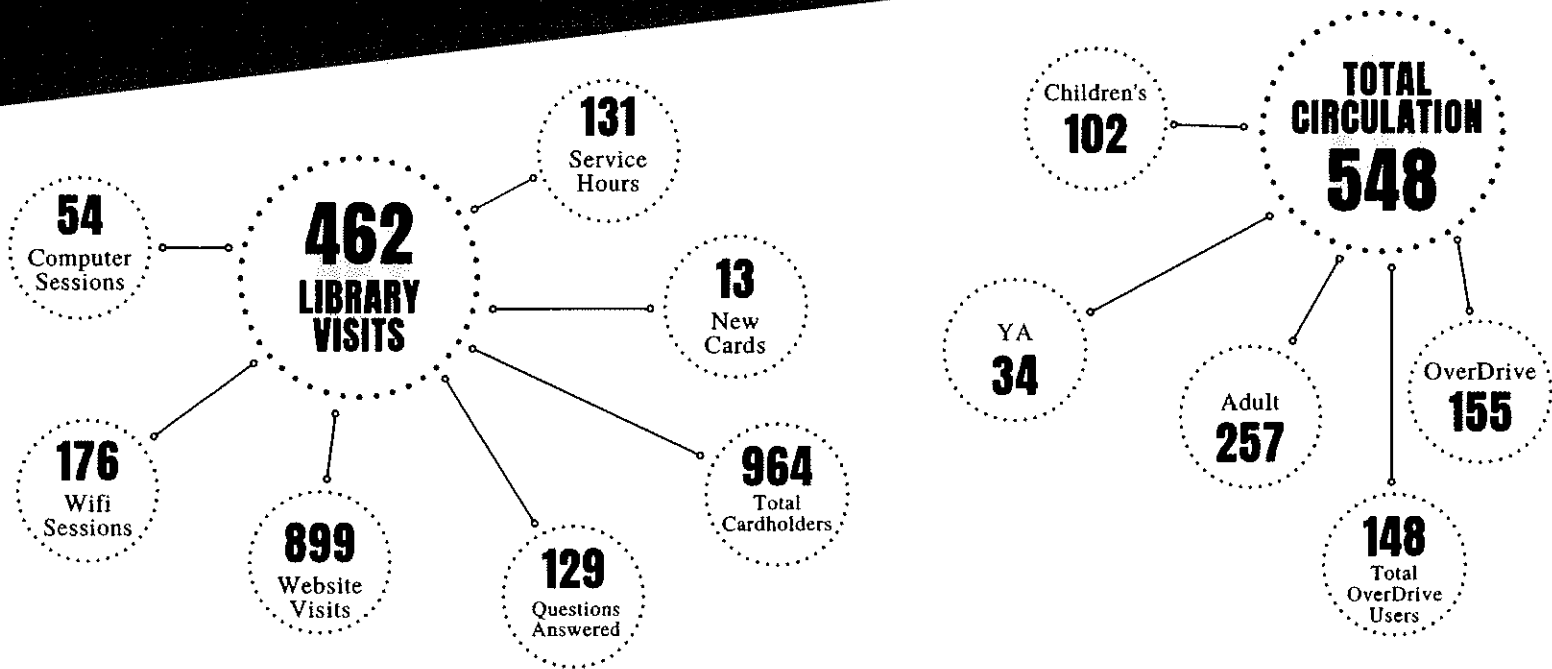 462
LIBRARY
VISITS
131
Service
Hours
54
Computer
Sessions
13
New
Cards
176
Wifi
Sessions
899
Website
Visits
129
Questions
Answered
964
Total
Cardholders
TOTAL
CIRCULATION
548
Children's
102
YA
34
Adult
257
OverDrive
155
148
Total
OverDrive
Users